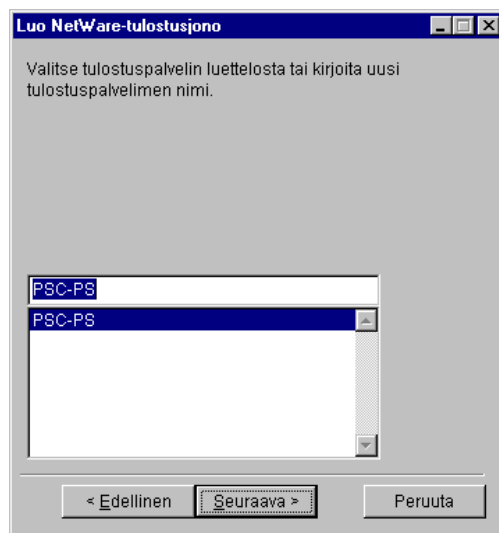 Luo NetWare-tulostusjono
Valitse tulostuspalvelin luettelosta tai kirjoita uusi
tulostuspalvelimen nimi.
PSC-PS
PSC-PS
< Edellinen
Seuraava >
Peruuta